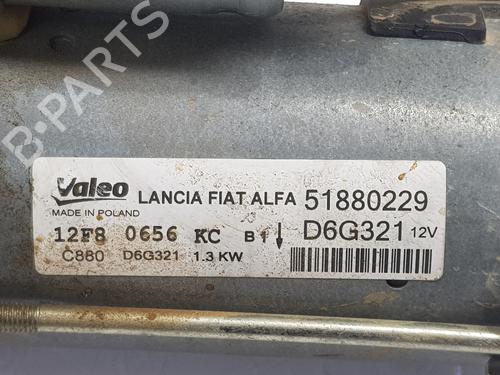 B-PARTS
Valeo LANCIA FIAT ALFA 51880229
MADE IN POLAND
12F8 0656 KC B1↓ D6G321 12V
C880 D6G321 1.3 KW